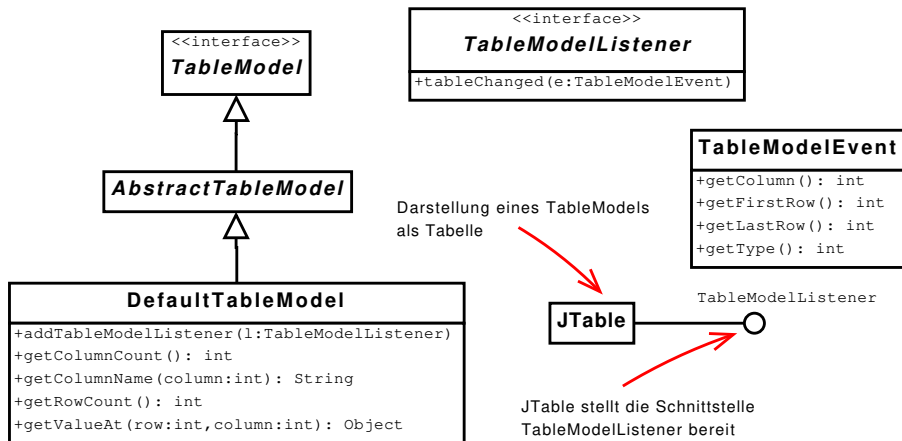 <<interface>>
TableModel
<<interface>>
TableModelListener
+tableChanged(e:TableModelEvent)
AbstractTableModel
TableModelEvent
+getColumn(): int
+getFirstRow(): int
+getLastRow(): int
+getType(): int
Darstellung eines TableModels
als Tabelle
DefaultTableModel
+addTableModelListener(l:TableModelListener)
+getColumnCount(): int
+getColumnName(column:int): String
+getRowCount(): int
+getValueAt(row:int,column:int): Object
TableModelListener
JTable
JTable stellt die Schnittstelle
TableModelListener bereit